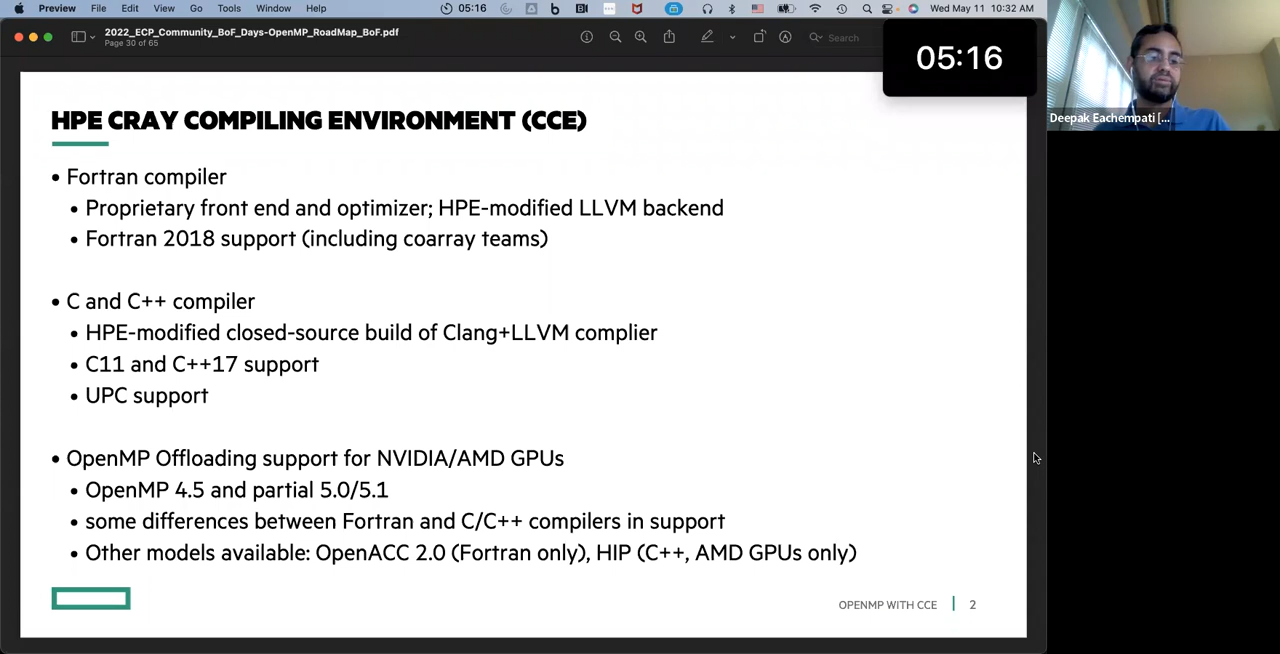 Preview File Edit View Go Tools Window Help 05:16 Wed May 11 10:32 AM
2022_ECP_Community_BoF_Days-OpenMP_RoadMap_BoF.pdf
Page 30 of 65
Search
05:16
Deepak Eachempati [...
HPE CRAY COMPILING ENVIRONMENT (CCE)
• Fortran compiler
• Proprietary front end and optimizer; HPE-modified LLVM backend
• Fortran 2018 support (including coarray teams)
• C and C++ compiler
• HPE-modified closed-source build of Clang+LLVM complier
• C11 and C++17 support
• UPC support
• OpenMP Offloading support for NVIDIA/AMD GPUs
• OpenMP 4.5 and partial 5.0/5.1
• some differences between Fortran and C/C++ compilers in support
• Other models available: OpenACC 2.0 (Fortran only), HIP (C++, AMD GPUs only)
OPENMP WITH CCE 2